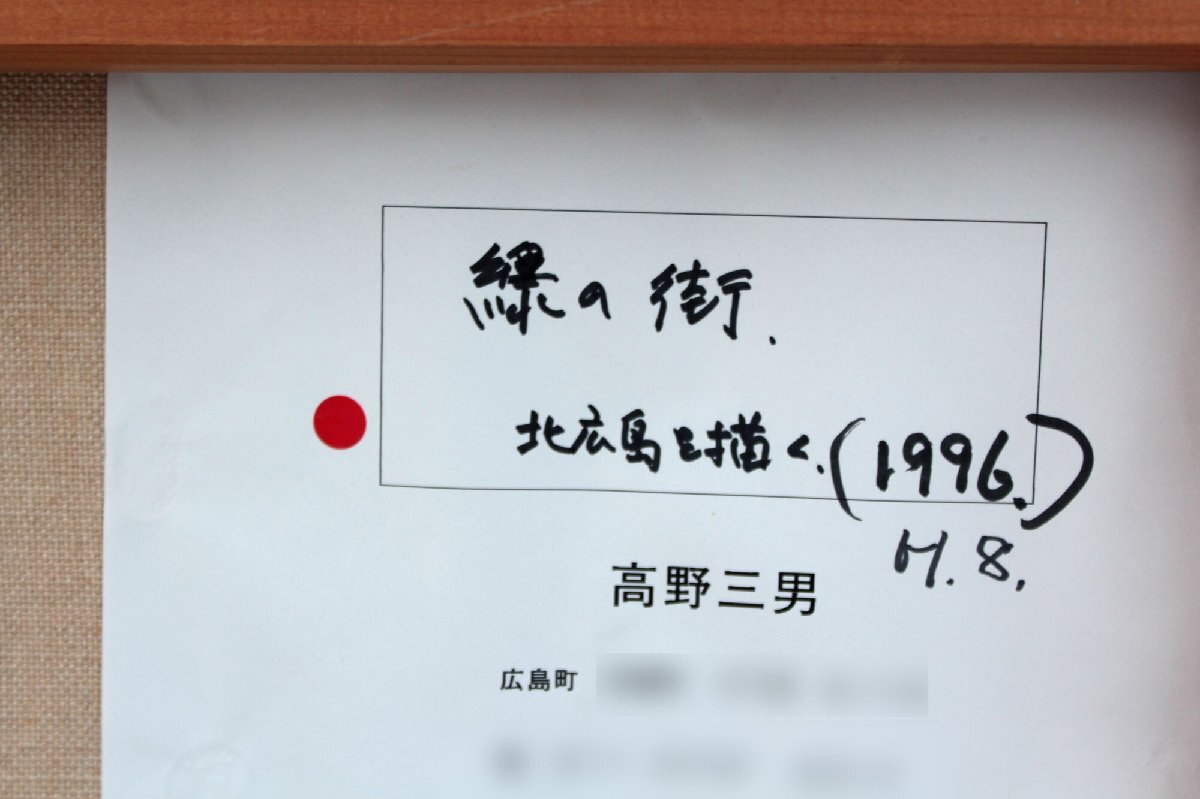 緑の街.
北広島を描く.(1996.)
H.8.
高野三男
広島町